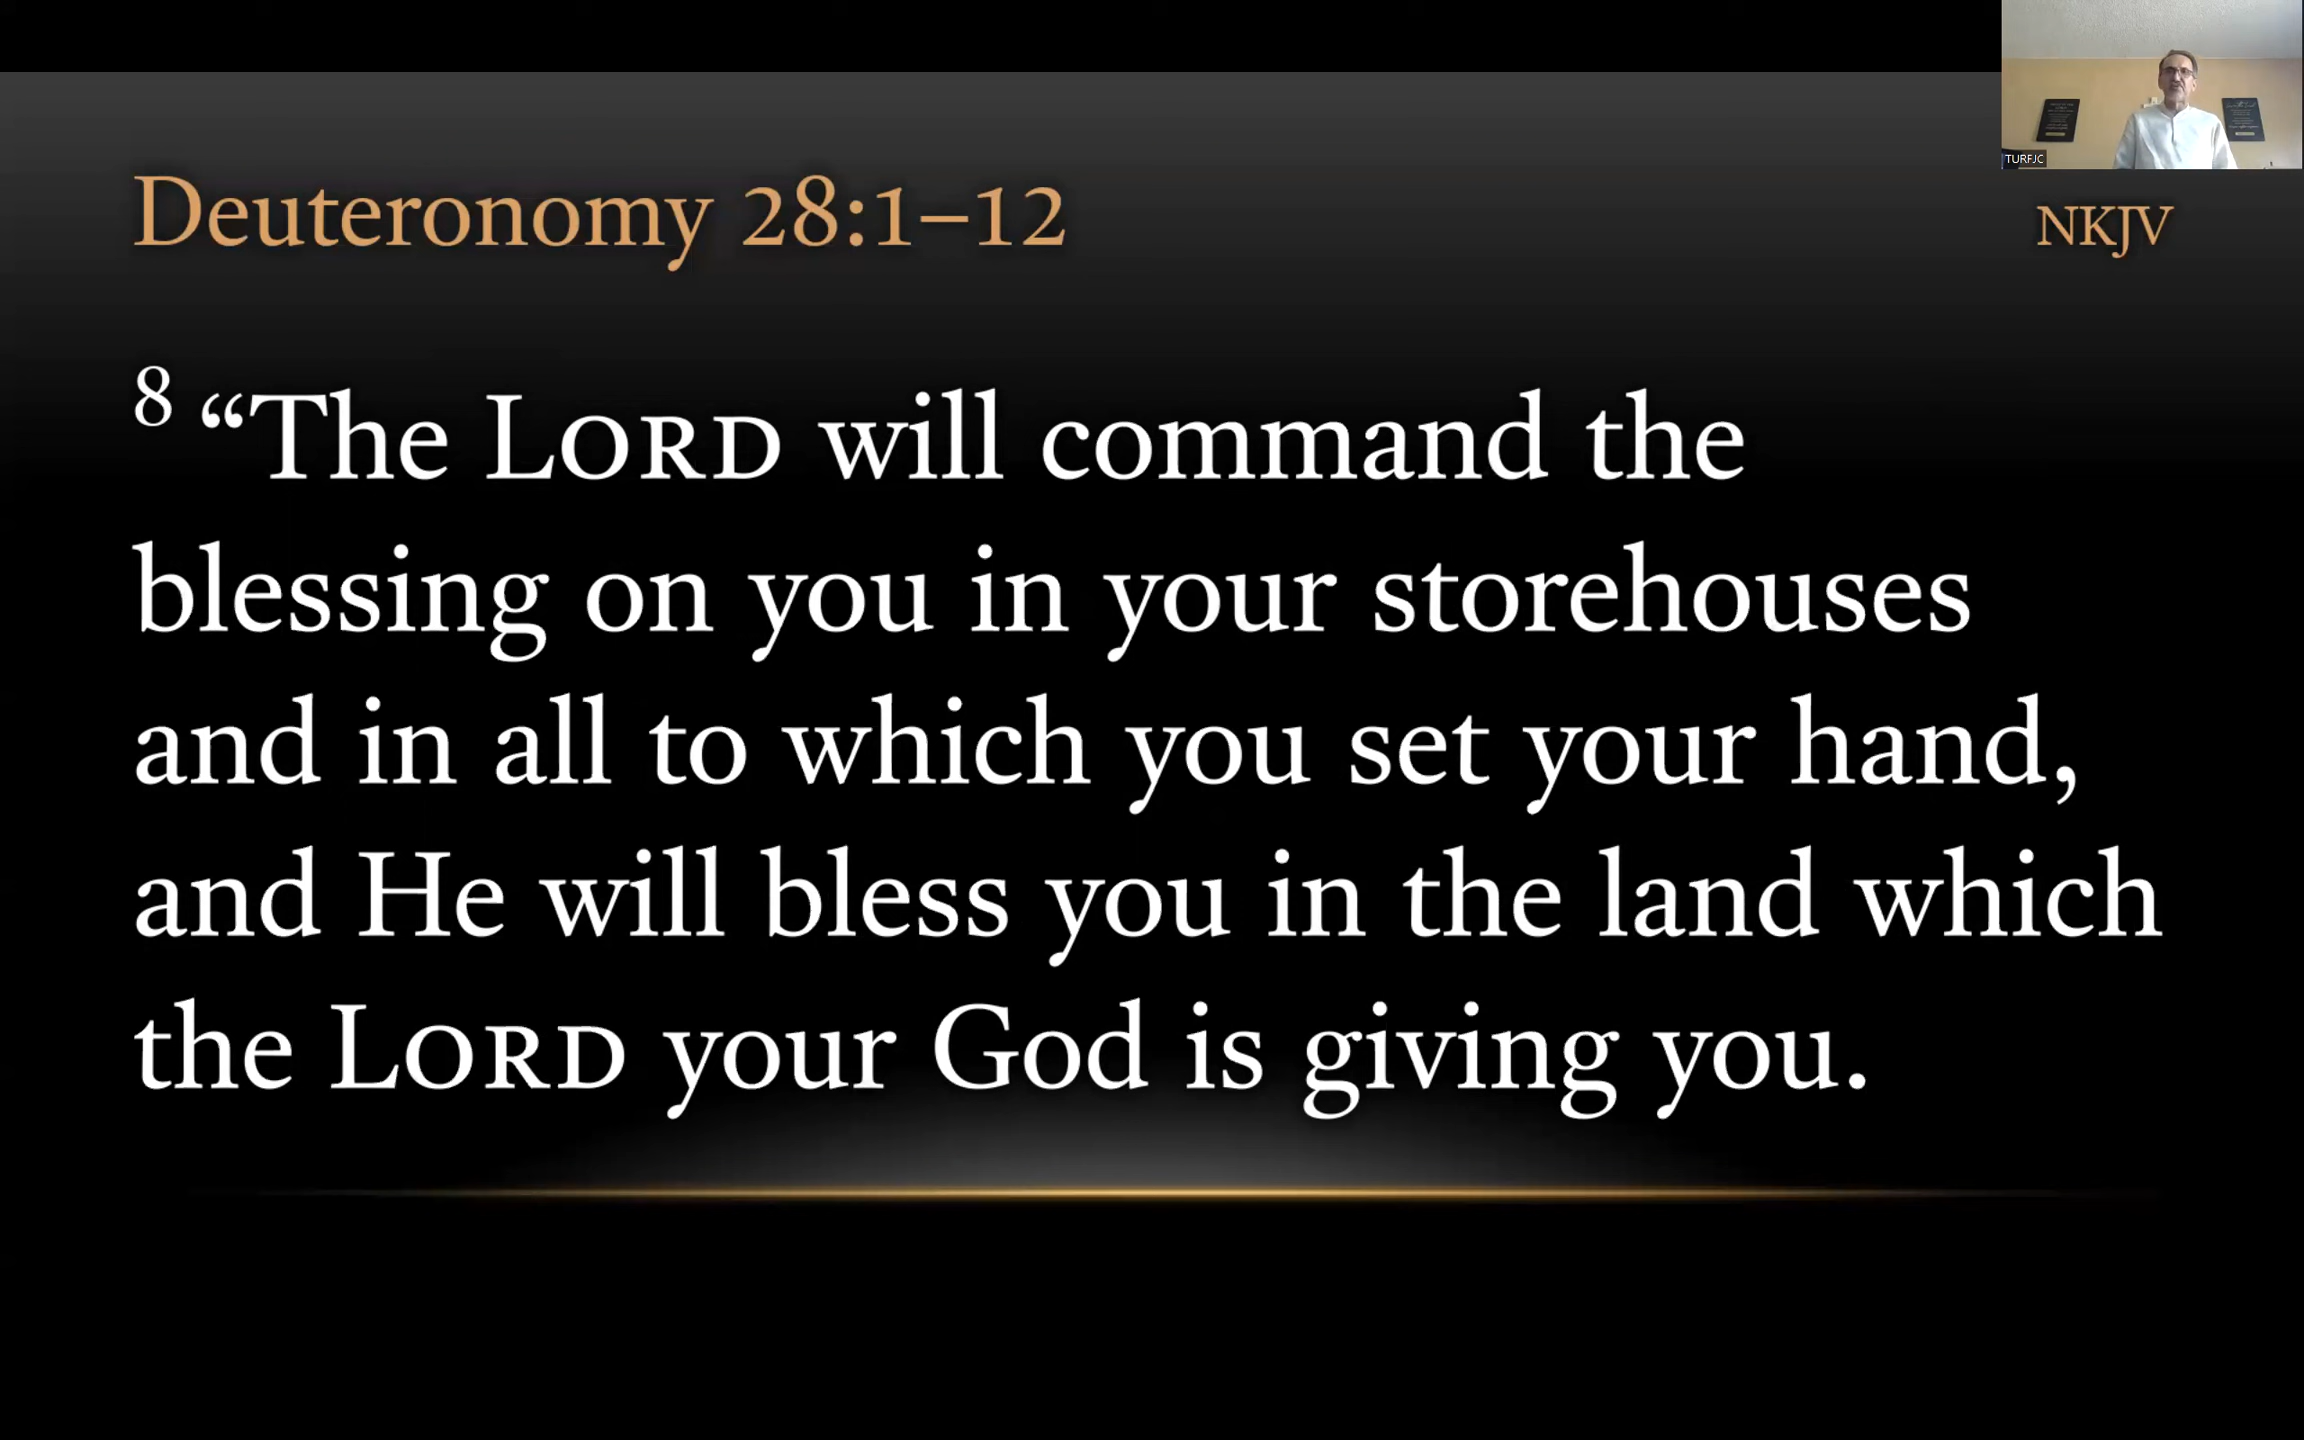 TURFJC
Deuteronomy 28:1–12
NKJV
8 “The LORD will command the
blessing on you in your storehouses
and in all to which you set your hand,
and He will bless you in the land which
the LORD your God is giving you.